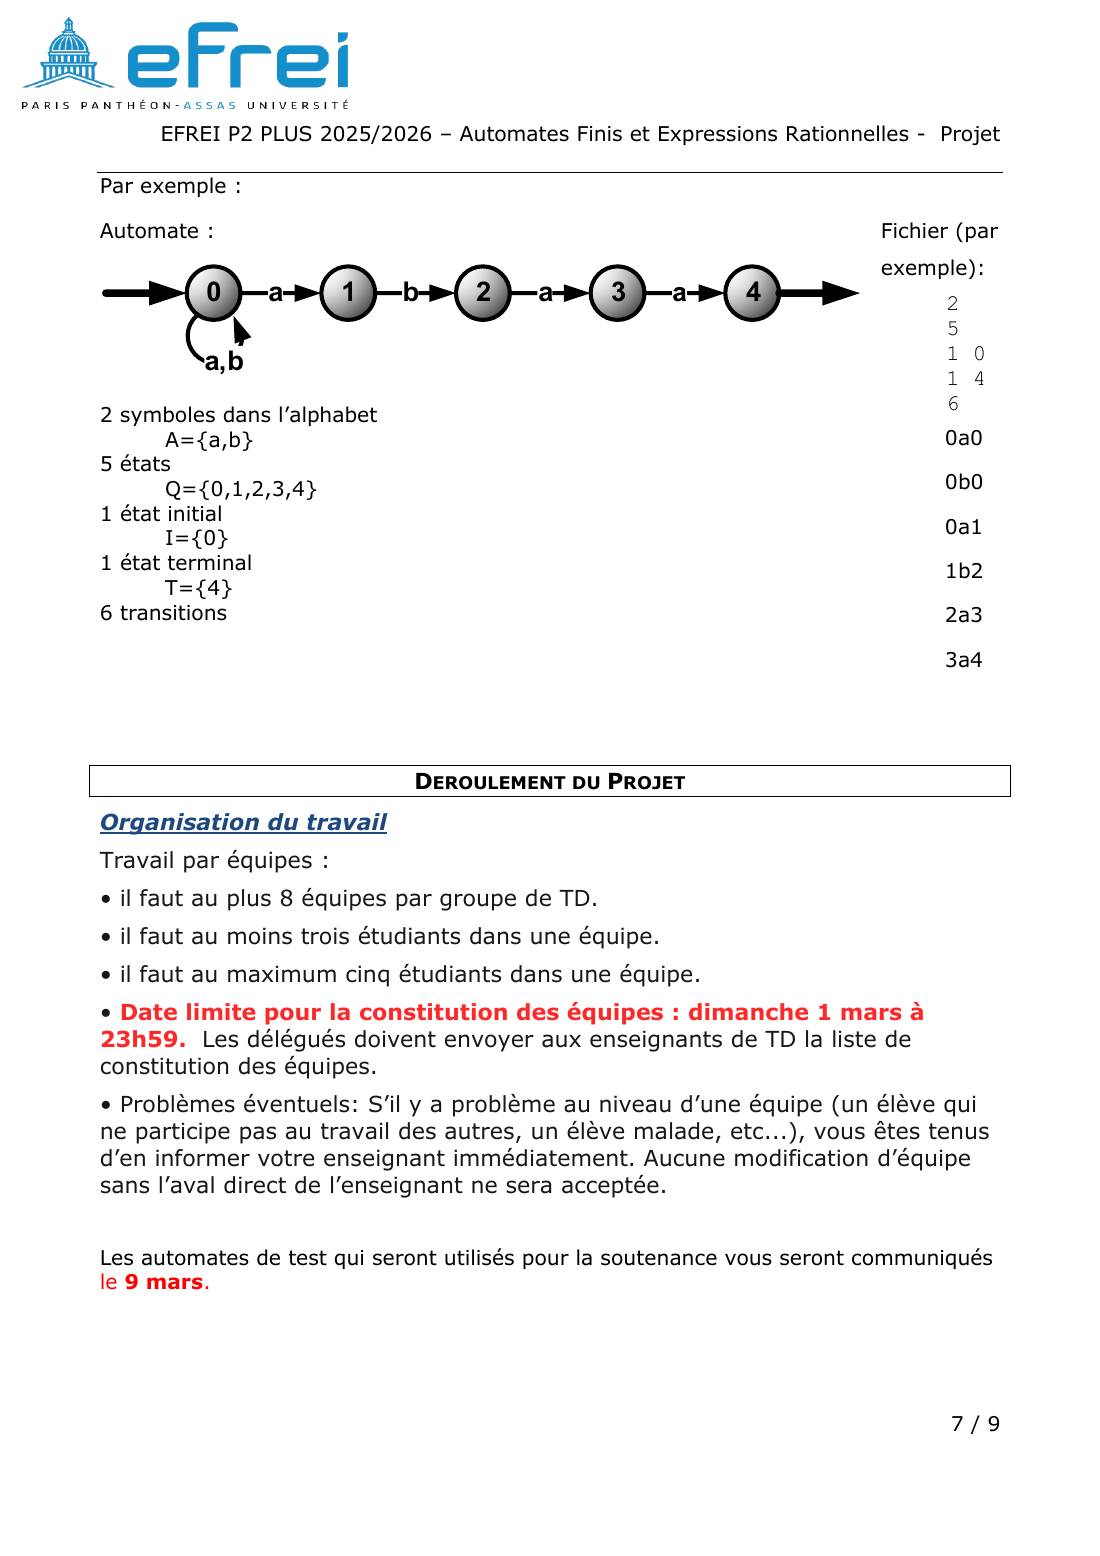 efrei
PARIS PANTHÉON-ASSAS UNIVERSITÉ
EFREI P2 PLUS 2025/2026 – Automates Finis et Expressions Rationnelles - Projet
Par exemple :
Automate :
0 a 1 b 2 a 3 a 4
a,b
2 symboles dans l’alphabet
A={a,b}
5 états
Q={0,1,2,3,4}
1 état initial
I={0}
1 état terminal
T={4}
6 transitions
Fichier (par
exemple):
2
5
1 0
1 4
6
0a0
0b0
0a1
1b2
2a3
3a4
DEROULEMENT DU PROJET
Organisation du travail
Travail par équipes :
• il faut au plus 8 équipes par groupe de TD.
• il faut au moins trois étudiants dans une équipe.
• il faut au maximum cinq étudiants dans une équipe.
• Date limite pour la constitution des équipes : dimanche 1 mars à
23h59. Les délégués doivent envoyer aux enseignants de TD la liste de
constitution des équipes.
• Problèmes éventuels: S’il y a problème au niveau d’une équipe (un élève qui
ne participe pas au travail des autres, un élève malade, etc...), vous êtes tenus
d’en informer votre enseignant immédiatement. Aucune modification d’équipe
sans l’aval direct de l’enseignant ne sera acceptée.
Les automates de test qui seront utilisés pour la soutenance vous seront communiqués
le 9 mars.
7 / 9